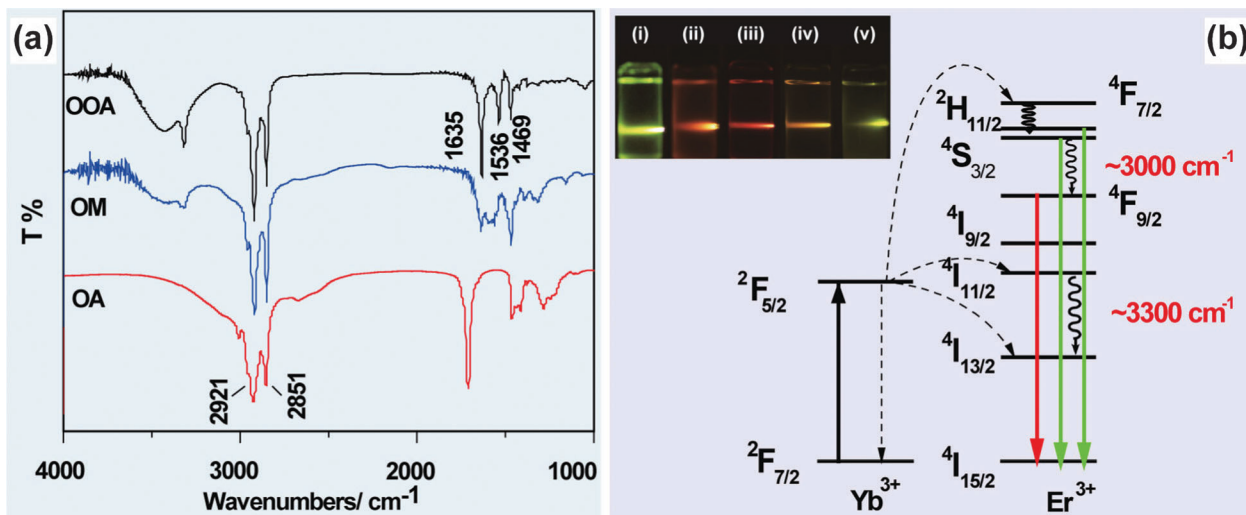 (a)
OOA
OM
OA
1635
1536
1469
2921
2851
T %
4000
3000
2000
1000
Wavenumbers/ cm-1
(b)
(i)
(ii)
(iii)
(iv)
(v)
4F7/2
2H11/2
4S3/2
~3000 cm-1
4F9/2
4I9/2
4I11/2
2F5/2
~3300 cm-1
4I13/2
2F7/2
4I15/2
Yb3+
Er3+